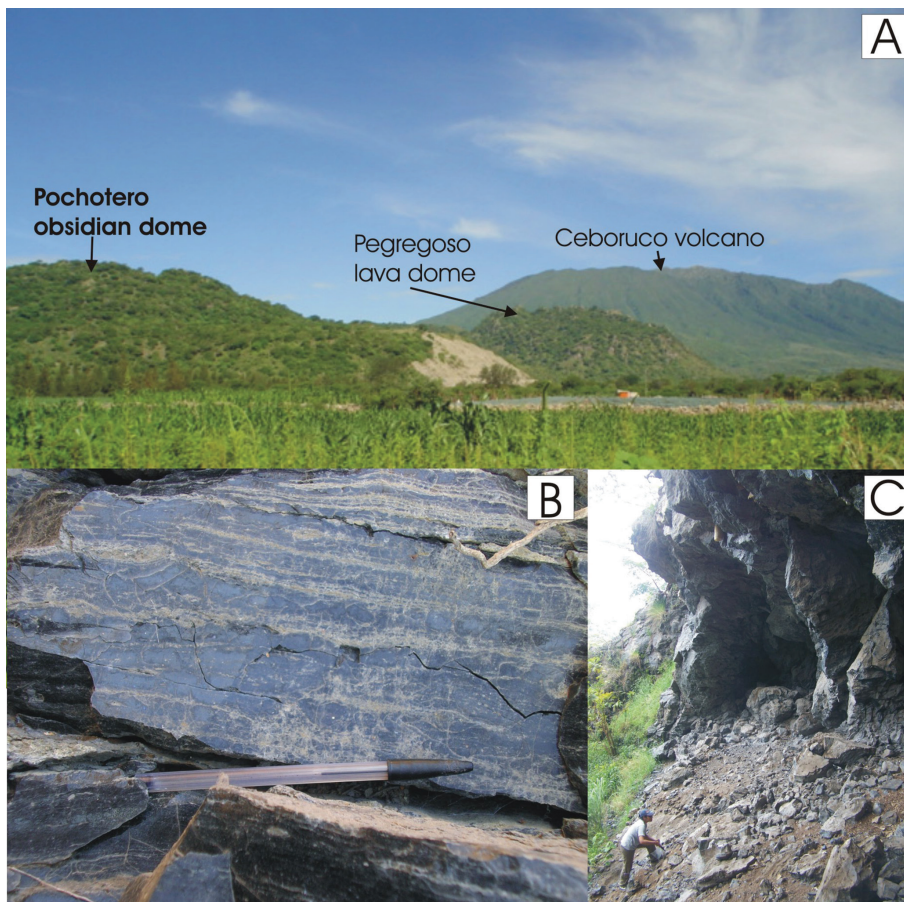 A
Pochotero
obsidian dome
Pegregoso
lava dome
Ceboruco volcano
B
C